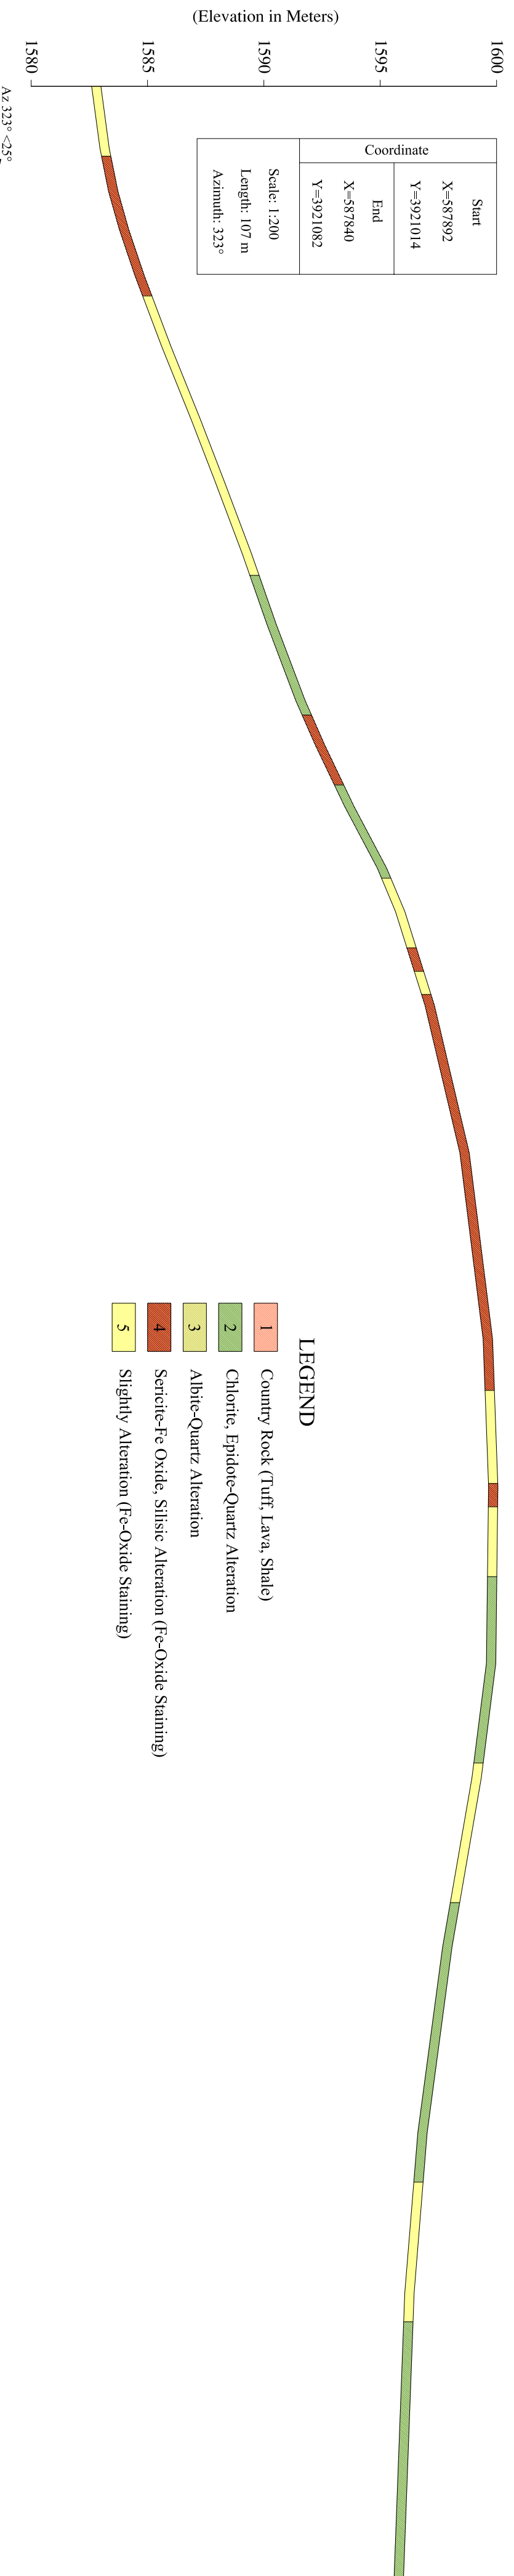 (Elevation in Meters)
1600
1595
1590
1585
1580
Coordinate
Start
X=587892
Y=3921014
End
X=587840
Y=3921082
Scale: 1:200
Length: 107 m
Azimuth: 323°
Az 323° <25°
LEGEND
1 Country Rock (Tuff, Lava, Shale)
2 Chlorite, Epidote-Quartz Alteration
3 Albite-Quartz Alteration
4 Sericite-Fe Oxide, Silisic Alteration (Fe-Oxide Staining)
5 Slightly Alteration (Fe-Oxide Staining)